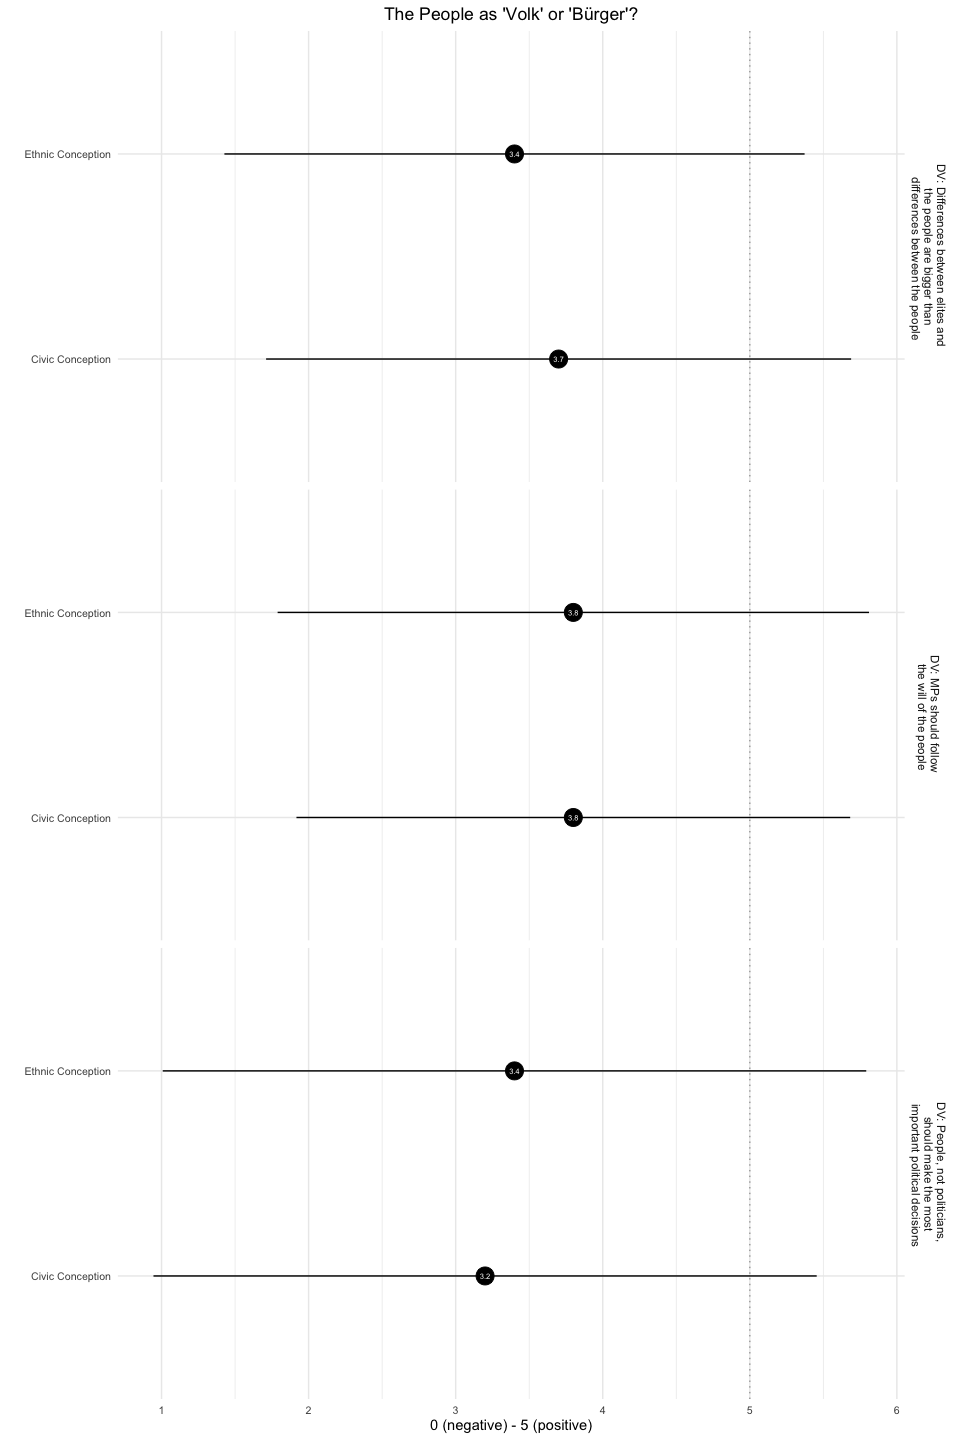 The People as 'Volk' or 'Bürger'?
Ethnic Conception
3.4
Civic Conception
3.7
DV: Differences between elites and
the people are bigger than
differences between the people
Ethnic Conception
3.8
Civic Conception
3.8
DV: MPs should follow
the will of the people
Ethnic Conception
3.4
Civic Conception
3.2
DV: People, not politicians,
should make the most
important political decisions
1 2 3 4 5 6
0 (negative) - 5 (positive)